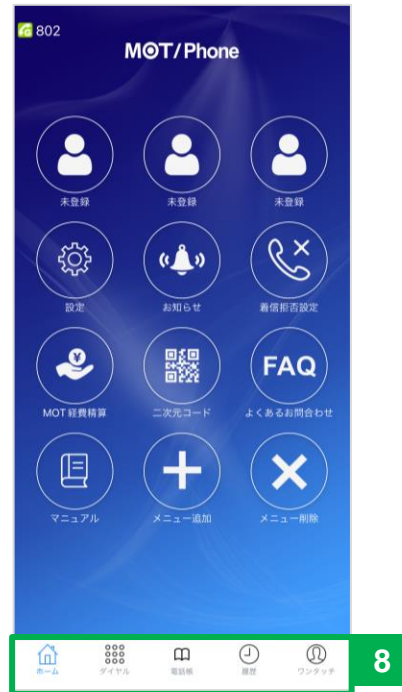 802
MOT/Phone
未登録 未登録 未登録
設定 お知らせ 着信拒否設定
FAQ
MOT経費精算 二次元コード よくあるお問合わせ
マニュアル メニュー追加 メニュー削除
ホーム ダイヤル 電話帳 履歴 ワンタッチ
8